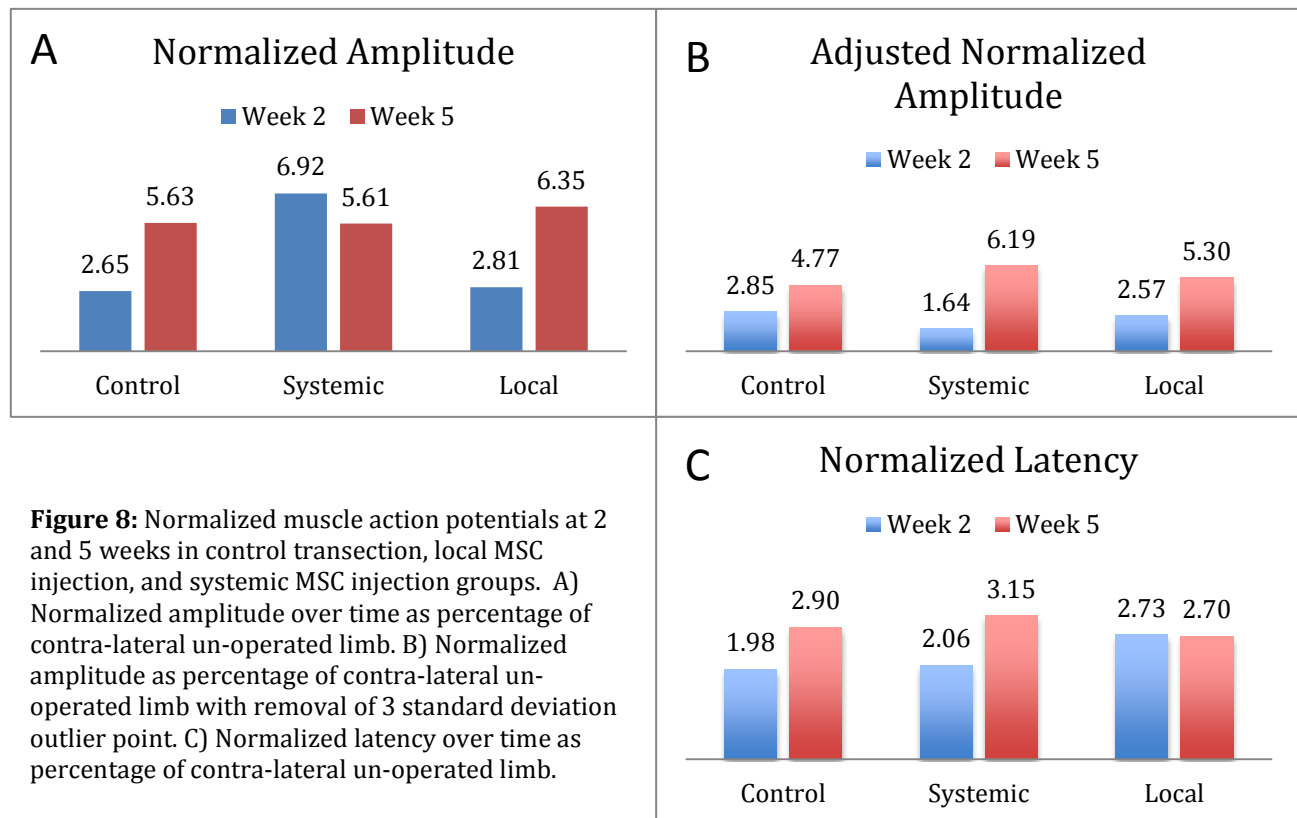 A
Normalized Amplitude
Week 2 Week 5
2.65
5.63
6.92
5.61
2.81
6.35
Control Systemic Local
B
Adjusted Normalized
Amplitude
Week 2 Week 5
2.85
4.77
1.64
6.19
2.57
5.30
Control Systemic Local
C
Normalized Latency
Week 2 Week 5
1.98
2.90
2.06
3.15
2.73
2.70
Control Systemic Local
Figure 8: Normalized muscle action potentials at 2
and 5 weeks in control transection, local MSC
injection, and systemic MSC injection groups. A)
Normalized amplitude over time as percentage of
contra-lateral un-operated limb. B) Normalized
amplitude as percentage of contra-lateral un-
operated limb with removal of 3 standard deviation
outlier point. C) Normalized latency over time as
percentage of contra-lateral un-operated limb.